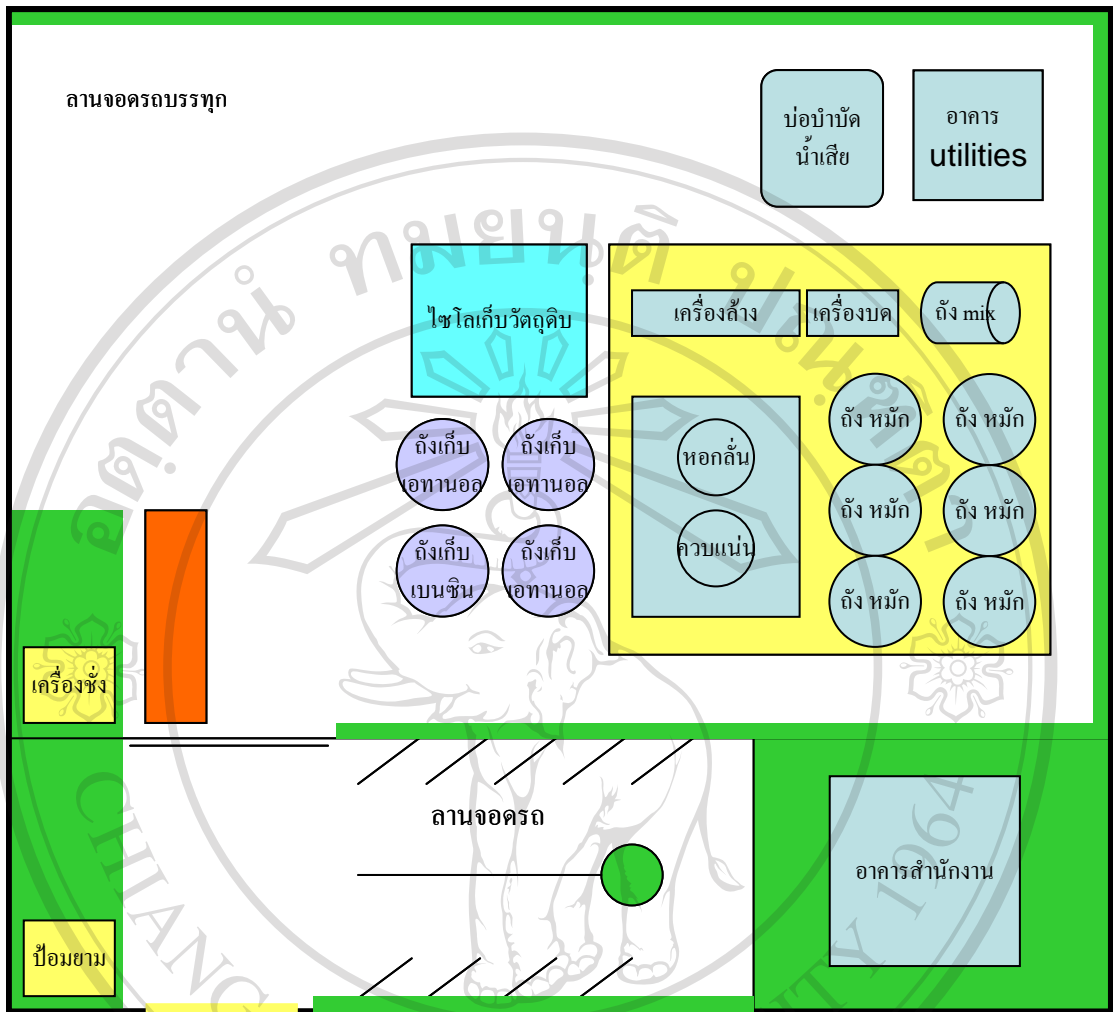 ลานจอดรถบรรทุก
บ่อบำบัด
น้ำเสีย
อาคาร
utilities
ไซโลเก็บวัตถุดิบ
เครื่องล้าง
เครื่องบด
ถัง mix
ถังเก็บ
เอทานอล
ถังเก็บ
เอทานอล
ถังเก็บ
เบนซิน
ถังเก็บ
เอทานอล
หอกลั่น
ควบแน่น
ถัง หมัก
ถัง หมัก
ถัง หมัก
ถัง หมัก
ถัง หมัก
ถัง หมัก
เครื่องชั่ง
ลานจอดรถ
อาคารสำนักงาน
ป้อมยาม
CHIANG
TY 1964